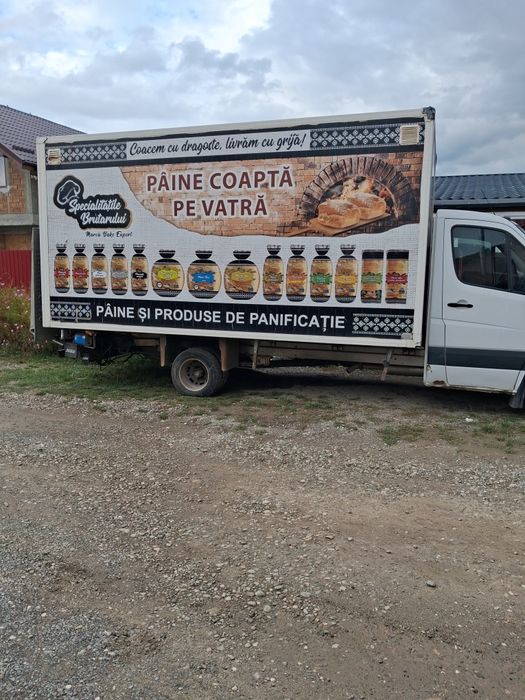 Coacem cu dragoste, livrăm cu grijă!
Specialitățile
Brutarului
PÂINE COAPTĂ
PE VATRĂ
PÂINE ȘI PRODUSE DE PANIFICAȚIE